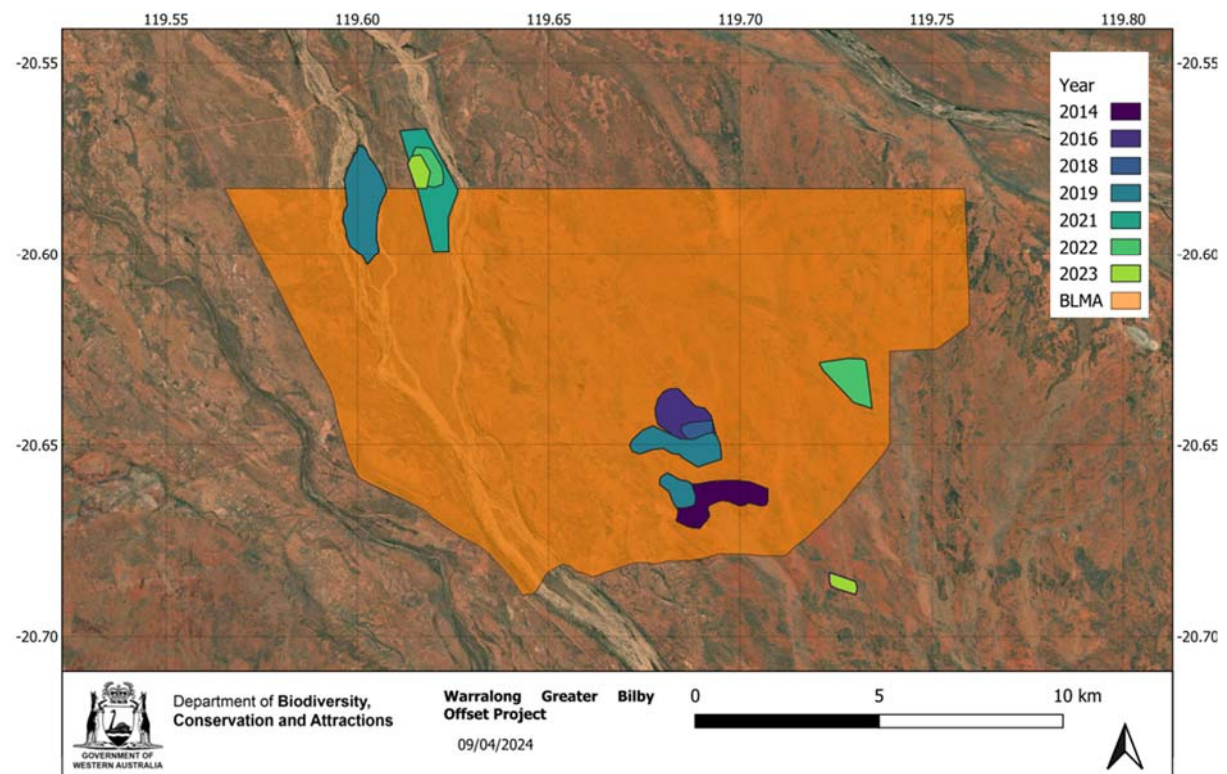 119.55 119.60 119.65 119.70 119.75 119.80
-20.55 -20.55
Year
2014
2016
2018
2019
2021
2022
2023
BLMA
-20.60 -20.60
-20.65 -20.65
-20.70 -20.70
GOVERNMENT OF
WESTERN AUSTRALIA
Department of Biodiversity,
Conservation and Attractions
Warralong Greater Bilby
Offset Project
09/04/2024
0 5 10 km